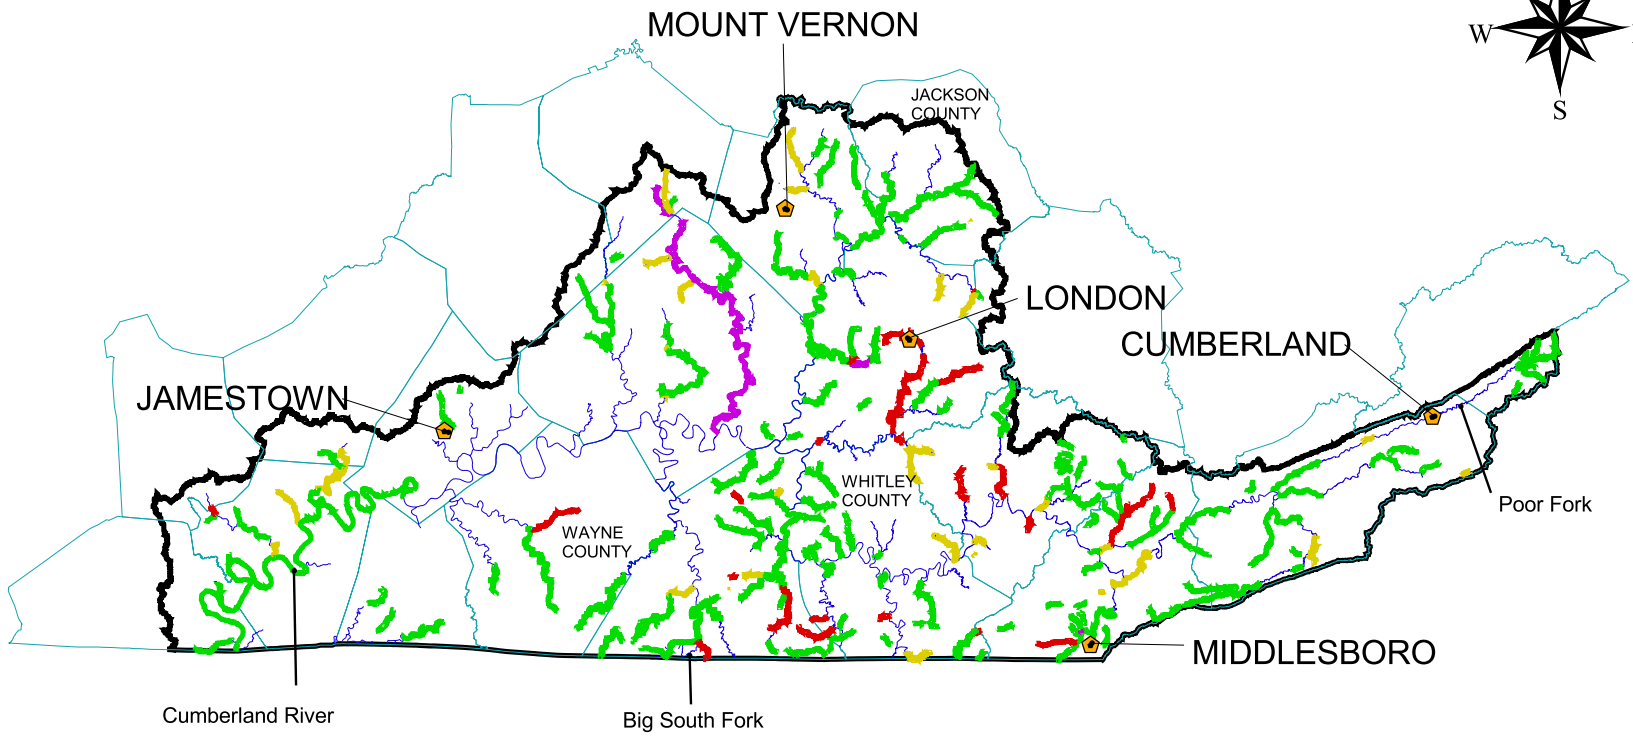 MOUNT VERNON
W
S
JACKSON
COUNTY
LONDON
CUMBERLAND
JAMESTOWN
WHITLEY
COUNTY
Poor Fork
WAYNE
COUNTY
MIDDLESBORO
Cumberland River
Big South Fork